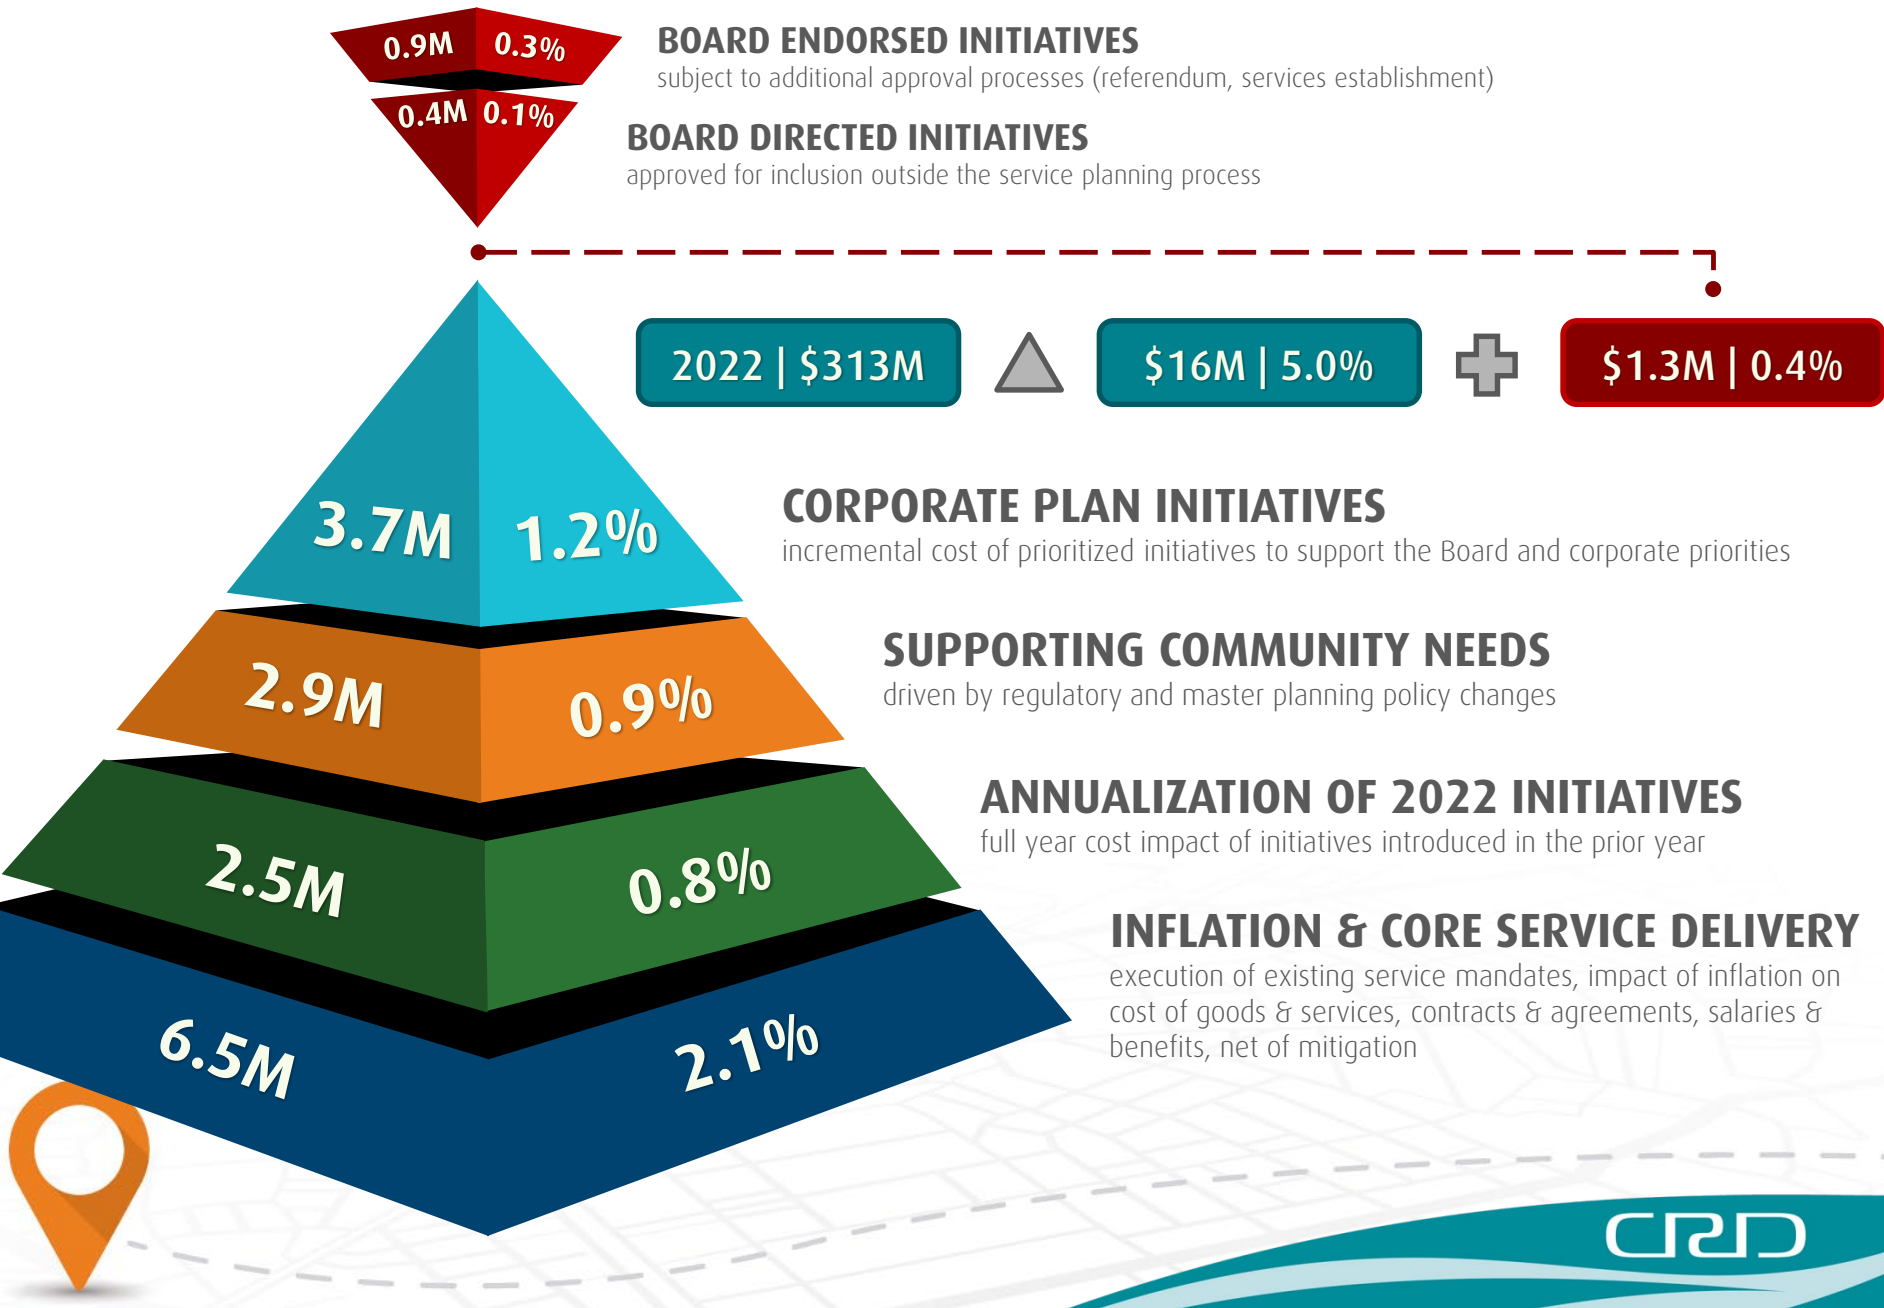 0.9M 0.3%
BOARD ENDORSED INITIATIVES
subject to additional approval processes (referendum, services establishment)
0.4M 0.1%
BOARD DIRECTED INITIATIVES
approved for inclusion outside the service planning process
2022 | $313M
$16M | 5.0%
$1.3M | 0.4%
3.7M 1.2%
CORPORATE PLAN INITIATIVES
incremental cost of prioritized initiatives to support the Board and corporate priorities
2.9M 0.9%
SUPPORTING COMMUNITY NEEDS
driven by regulatory and master planning policy changes
2.5M 0.8%
ANNUALIZATION OF 2022 INITIATIVES
full year cost impact of initiatives introduced in the prior year
6.5M 2.1%
INFLATION & CORE SERVICE DELIVERY
execution of existing service mandates, impact of inflation on
cost of goods & services, contracts & agreements, salaries &
benefits, net of mitigation
CRD